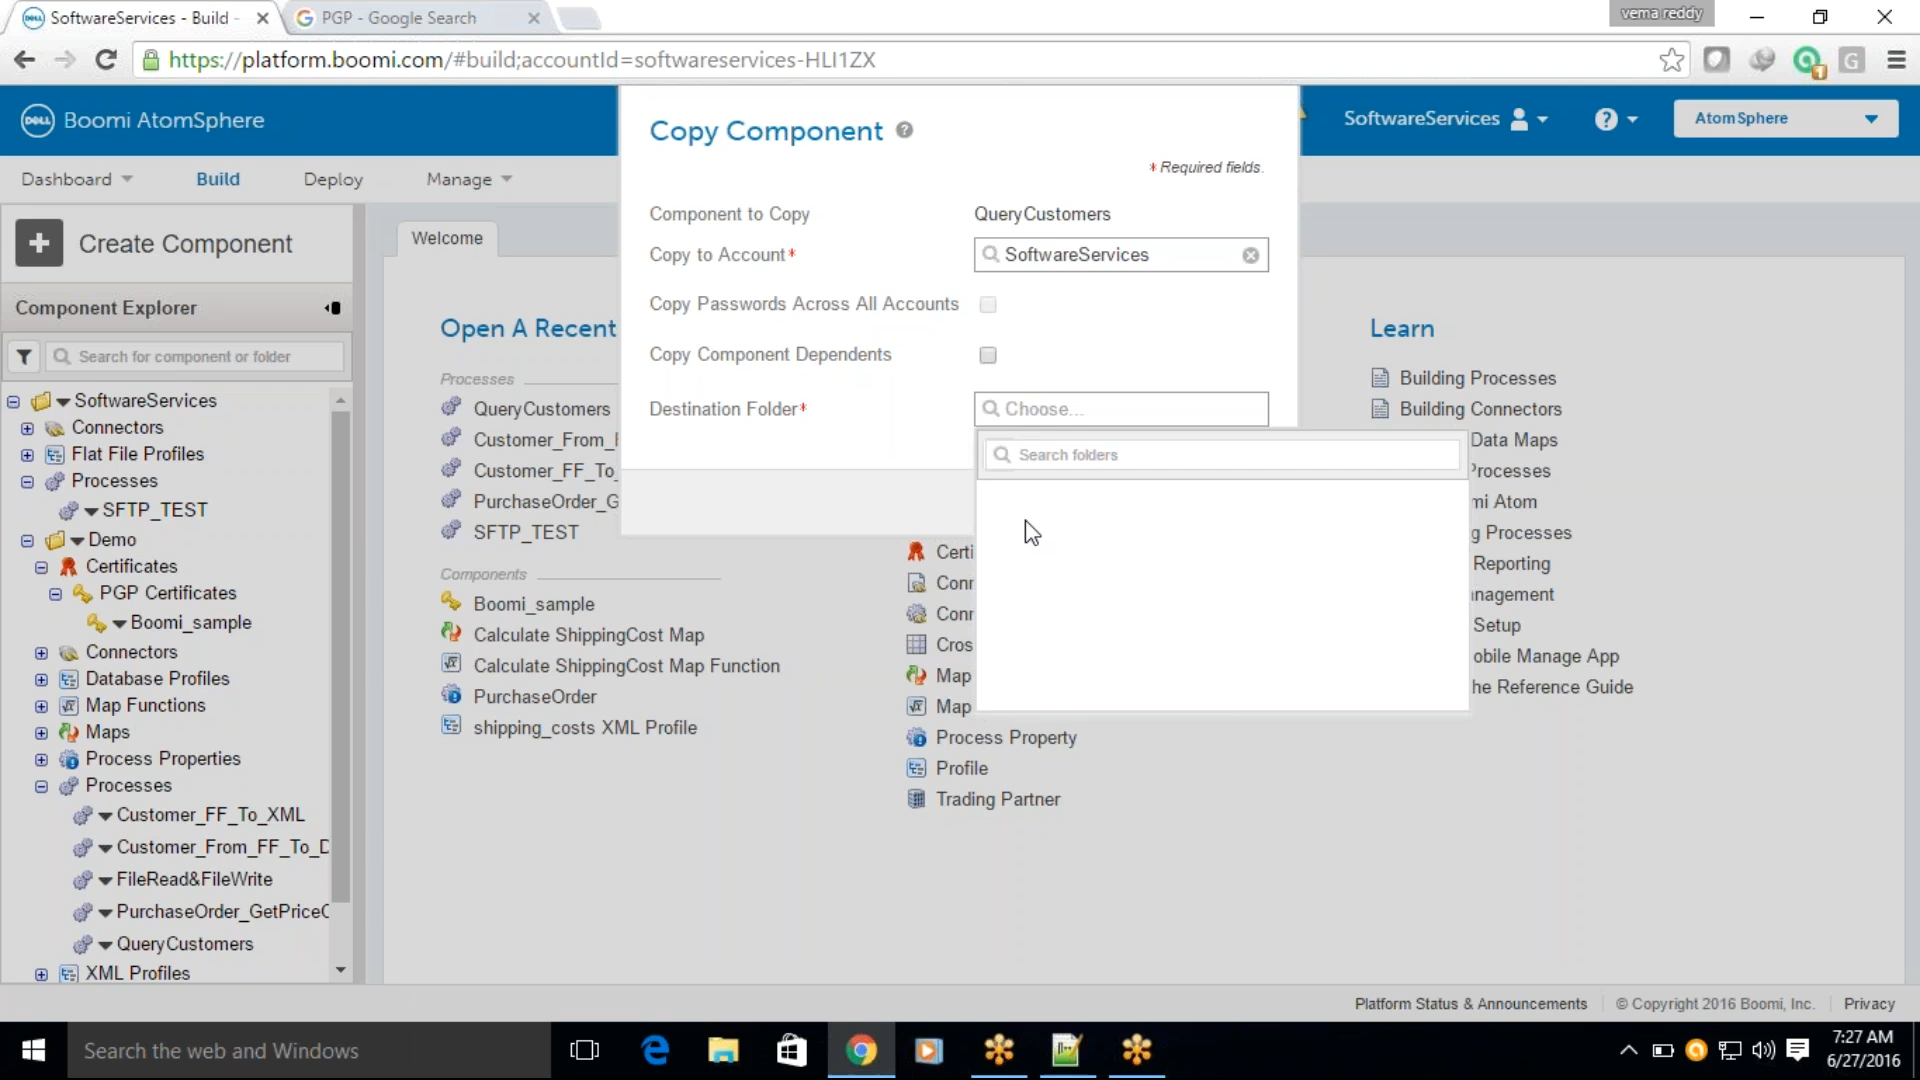 SoftwareServices - Build -
PGP - Google Search
vema reddy
https://platform.boomi.com/#build;accountId=softwareservices-HLI1ZX
DELL Boomi AtomSphere
SoftwareServices
AtomSphere
Dashboard Build Deploy Manage
Create Component
Component Explorer
Search for component or folder
SoftwareServices
Connectors
Flat File Profiles
Processes
SFTP_TEST
Demo
Certificates
PGP Certificates
Boomi_sample
Connectors
Database Profiles
Map Functions
Maps
Process Properties
Processes
Customer_FF_To_XML
Customer_From_FF_To_D
FileRead&FileWrite
PurchaseOrder_GetPriceC
QueryCustomers
XML Profiles
Welcome
Open A Recent
Processes
QueryCustomers
Customer_From_
Customer_FF_To_
PurchaseOrder_G
SFTP_TEST
Components
Boomi_sample
Calculate ShippingCost Map
Calculate ShippingCost Map Function
PurchaseOrder
shipping_costs XML Profile
Copy Component
* Required fields.
Component to Copy QueryCustomers
Copy to Account* SoftwareServices
Copy Passwords Across All Accounts
Copy Component Dependents
Destination Folder* Choose...
Search folders
Certi
Conn
Conn
Cros
Map
Map
Process Property
Profile
Trading Partner
Learn
Building Processes
Building Connectors
Data Maps
Processes
mi Atom
g Processes
Reporting
nagement
Setup
obile Manage App
he Reference Guide
Platform Status & Announcements © Copyright 2016 Boomi, Inc. Privacy
Search the web and Windows
7:27 AM
6/27/2016